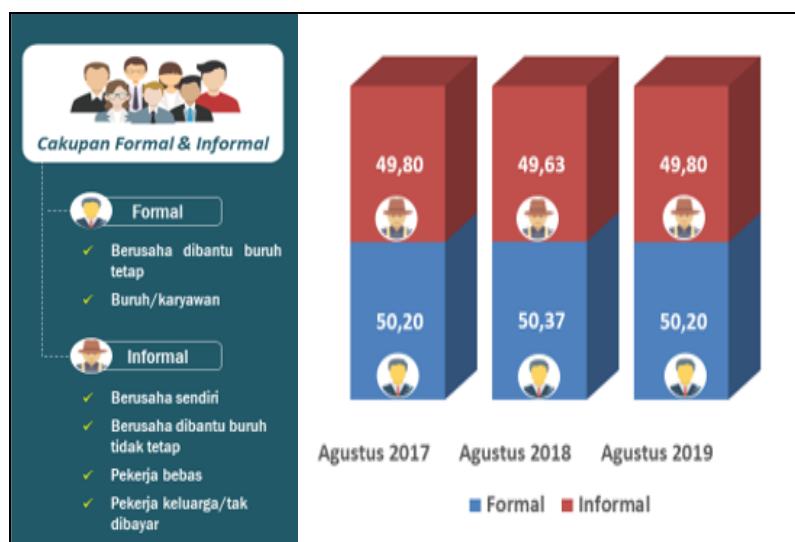 Cakupan Formal & Informal
Formal
✓ Berusaha dibantu buruh
tetap
✓ Buruh/karyawan
Informal
✓ Berusaha sendiri
✓ Berusaha dibantu buruh
tidak tetap
✓ Pekerja bebas
✓ Pekerja keluarga/tak
dibayar
49,80 49,63 49,80
50,20 50,37 50,20
Agustus 2017 Agustus 2018 Agustus 2019
Formal Informal